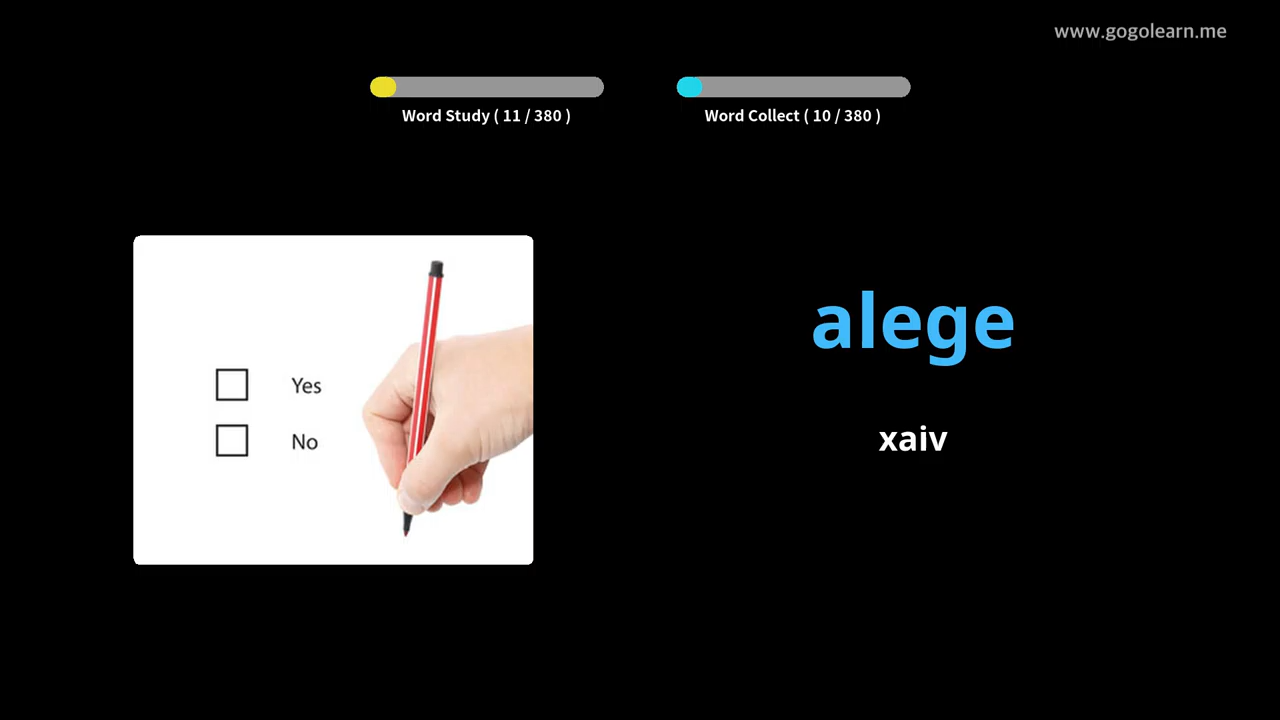 www.gogolearn.me
Word Study ( 11 / 380 )
Word Collect ( 10 / 380 )
Yes
No
alege
xaiv